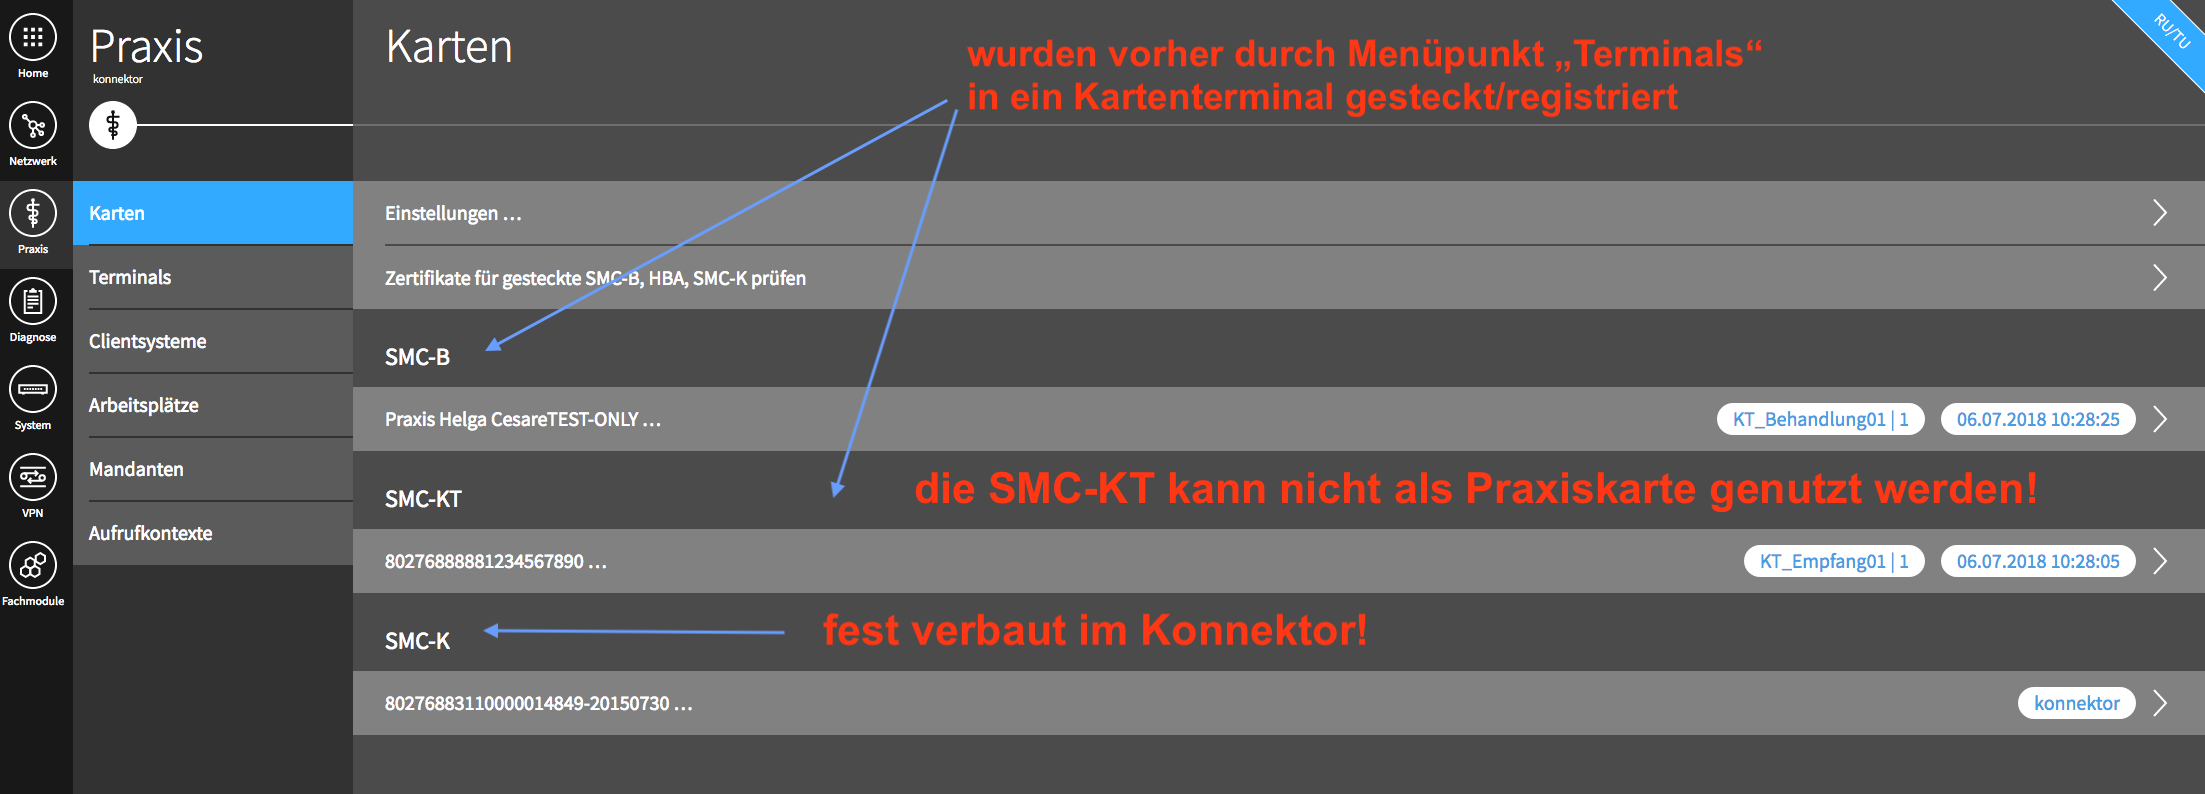 Home
Netzwerk
Praxis
Diagnose
System
VPN
Fachmodule
Praxis
konnektor
Karten
Terminals
Clientsysteme
Arbeitsplätze
Mandanten
Aufrufkontexte
Karten
wurden vorher durch Menüpunkt „Terminals“
in ein Kartenterminal gesteckt/registriert
RU/TU
Einstellungen ...
Zertifikate für gesteckte SMC-B, HBA, SMC-K prüfen
SMC-B
Praxis Helga CesareTEST-ONLY ... KT_Behandlung01 | 1 06.07.2018 10:28:25
SMC-KT die SMC-KT kann nicht als Praxiskarte genutzt werden!
80276888881234567890 ... KT_Empfang01 | 1 06.07.2018 10:28:05
SMC-K fest verbaut im Konnektor!
80276883110000014849-20150730 ... konnektor